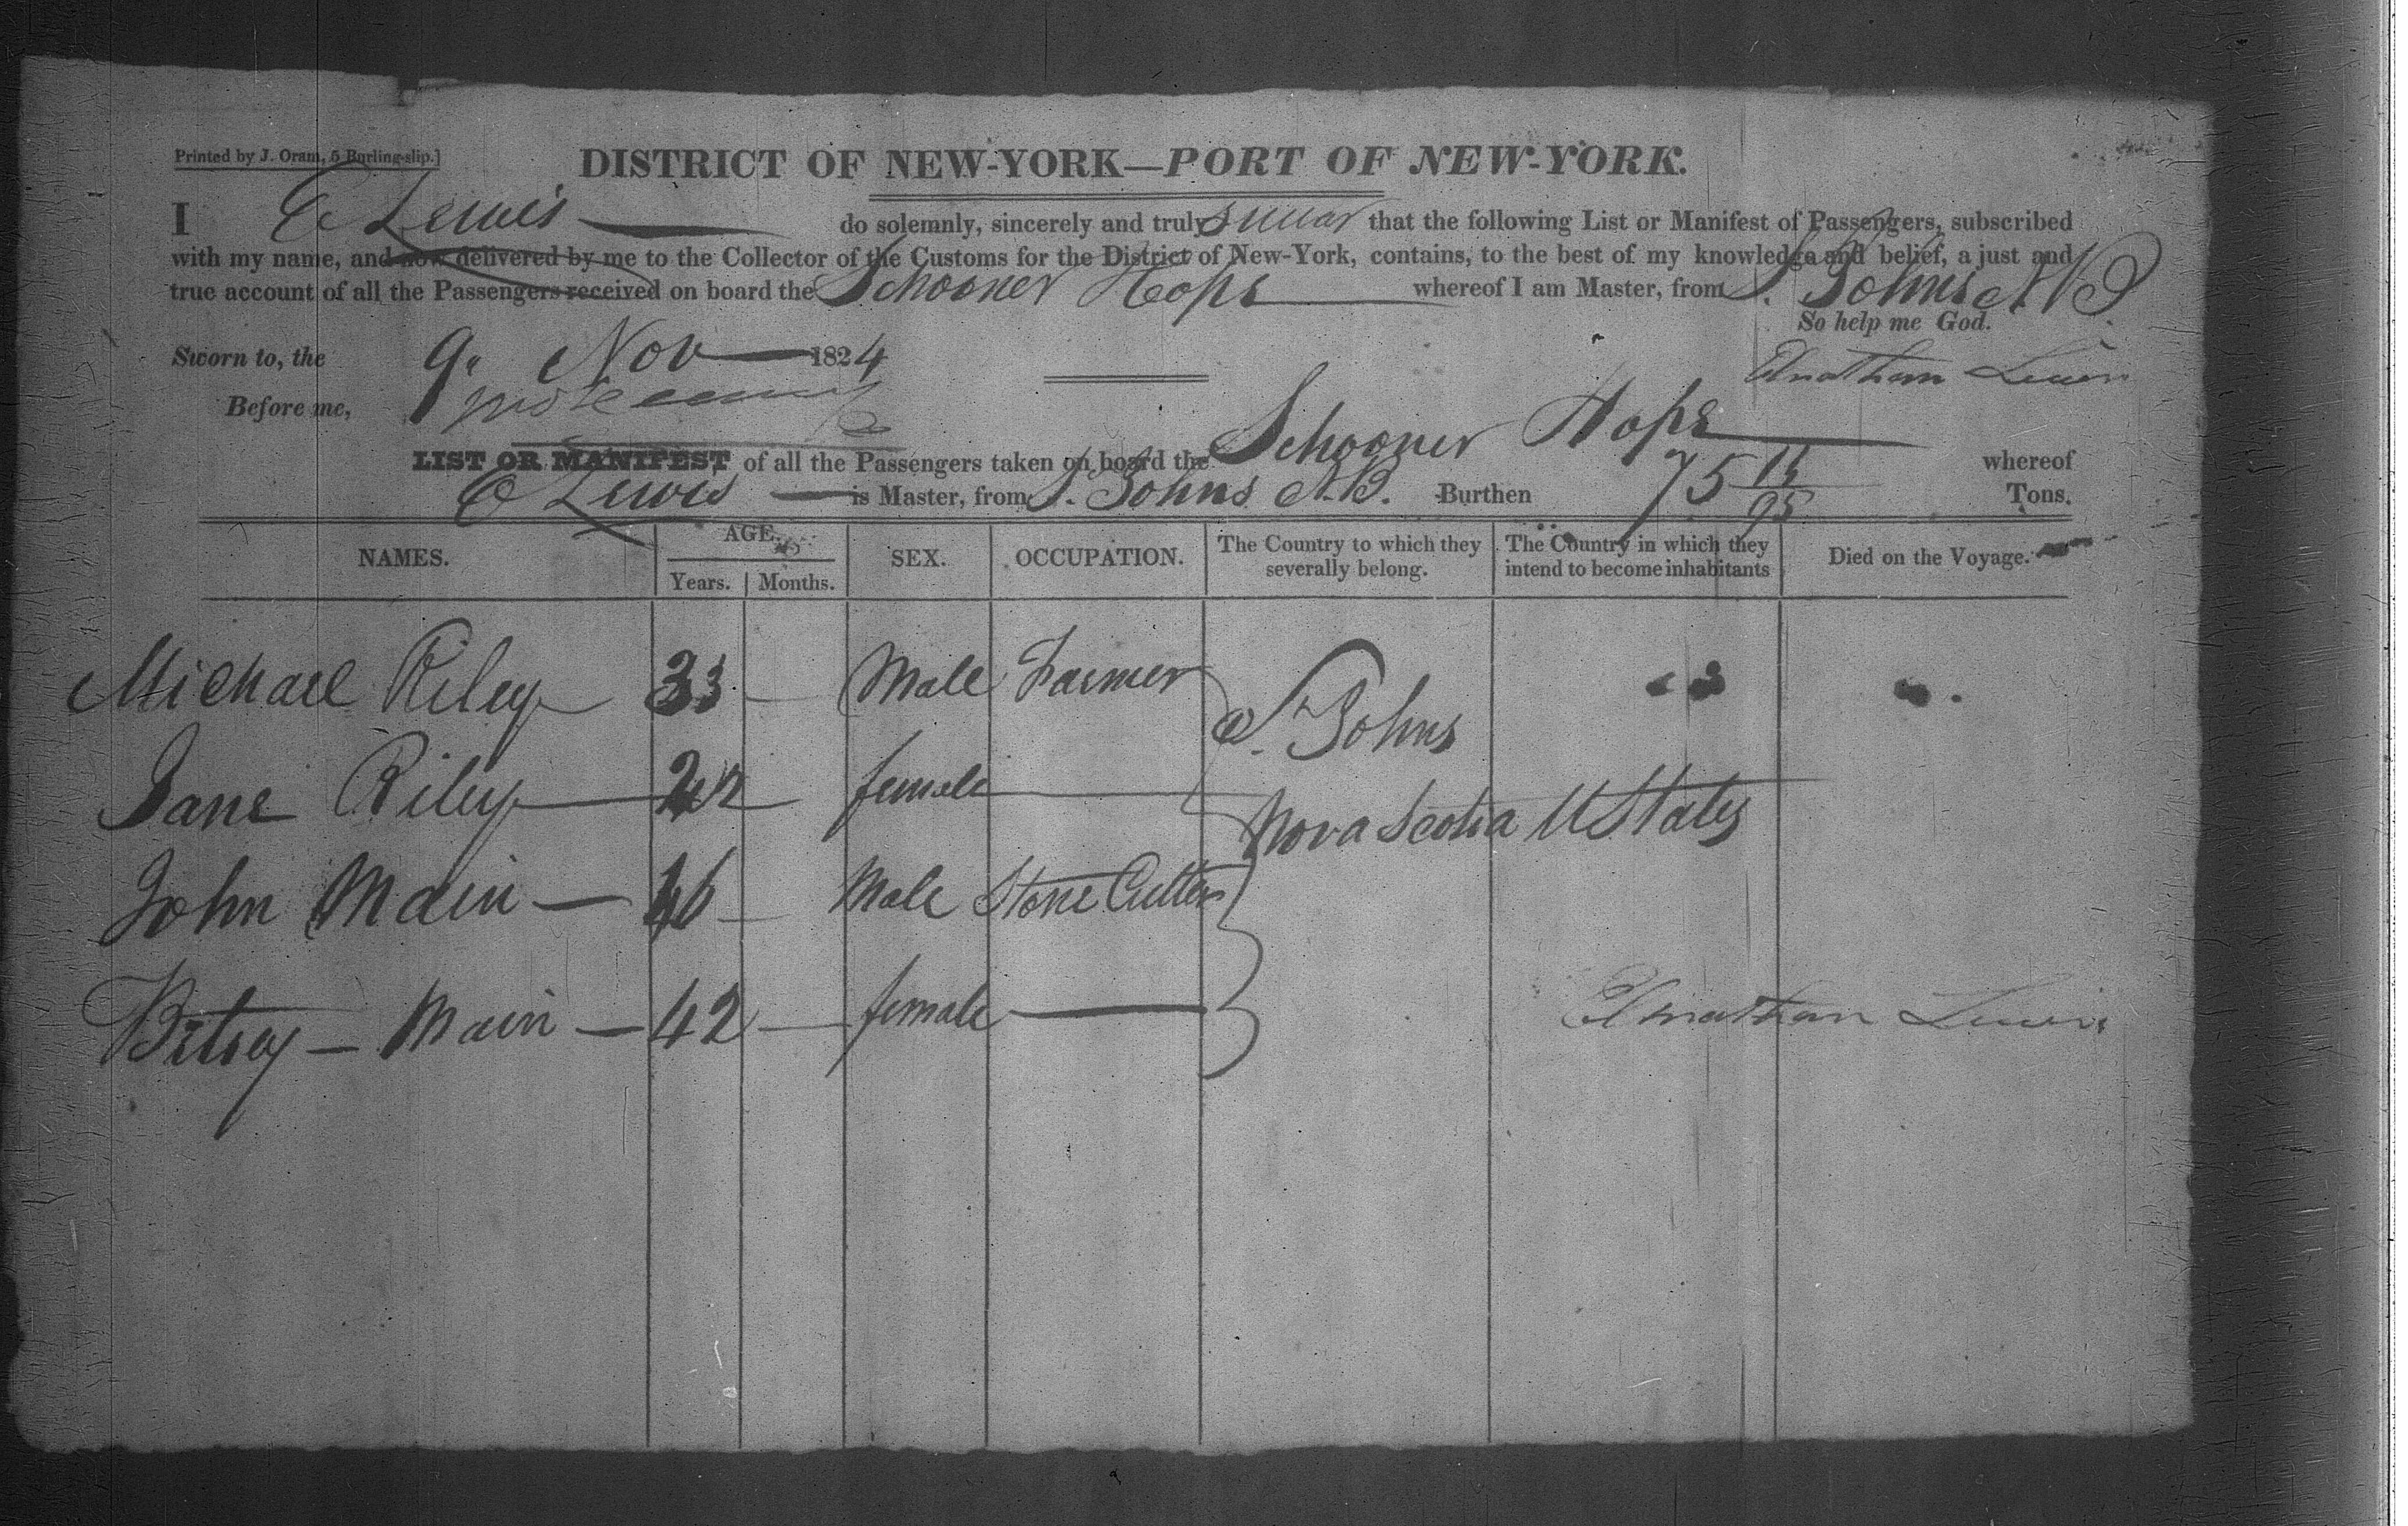 Printed by J. Oram, 5 Burling-slip.]
DISTRICT OF NEW-YORK—PORT OF NEW-YORK.
I E Lewis do solemnly, sincerely and truly swear that the following List or Manifest of Passengers, subscribed
with my name, and now delivered by me to the Collector of the Customs for the District of New-York, contains, to the best of my knowledge and belief, a just and
true account of all the Passengers received on board the Schooner Hope whereof I am Master, from St. Johns N B
So help me God.
Sworn to, the 9 Nov 1824
Elnathan Lewis
Before me,
LIST OR MANIFEST of all the Passengers taken on board the Schooner Hope whereof
E Lewis is Master, from St. Johns N.B. Burthen 75 Tons.
NAMES. AGE. SEX. OCCUPATION. The Country to which they severally belong. The Country in which they intend to become inhabitants Died on the Voyage.
Years. Months.
Michael Riley 33 Male Farmer
St. Johns
Jane Riley female
Nova Scotia U States
John Main 46 Male Stone Cutter
Betsey Main 42 female
Elnathan Lewis